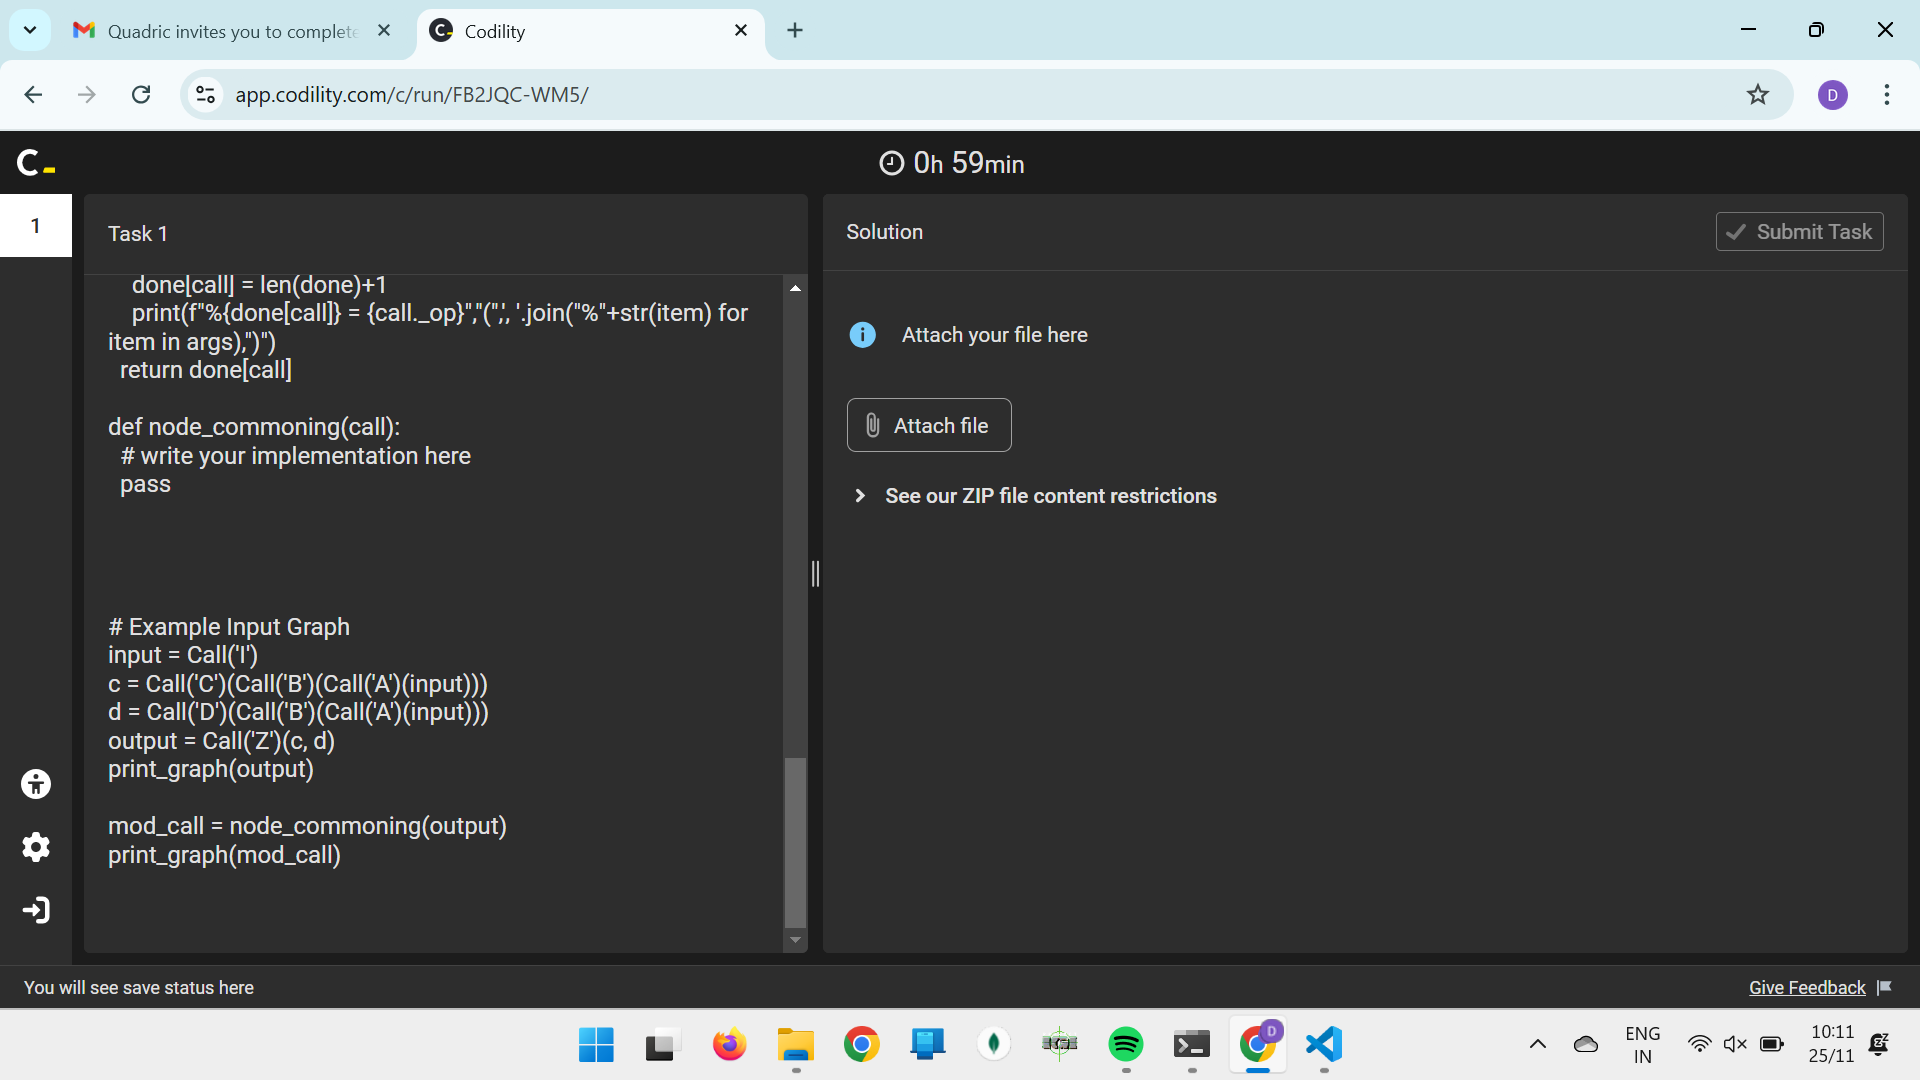 Quadric invites you to complete
Codility
app.codility.com/c/run/FB2JQC-WM5/
D
C
0h 59min
1
Task 1
done[call] = len(done)+1
print(f"%{done[call]} = {call._op}","(",', '.join("%"+str(item) for
item in args),")")
return done[call]
def node_commoning(call):
# write your implementation here
pass
# Example Input Graph
input = Call('I')
c = Call('C')(Call('B')(Call('A')(input)))
d = Call('D')(Call('B')(Call('A')(input)))
output = Call('Z')(c, d)
print_graph(output)
mod_call = node_commoning(output)
print_graph(mod_call)
Solution
Submit Task
Attach your file here
Attach file
See our ZIP file content restrictions
You will see save status here
Give Feedback
D
ENG
IN
10:11
25/11